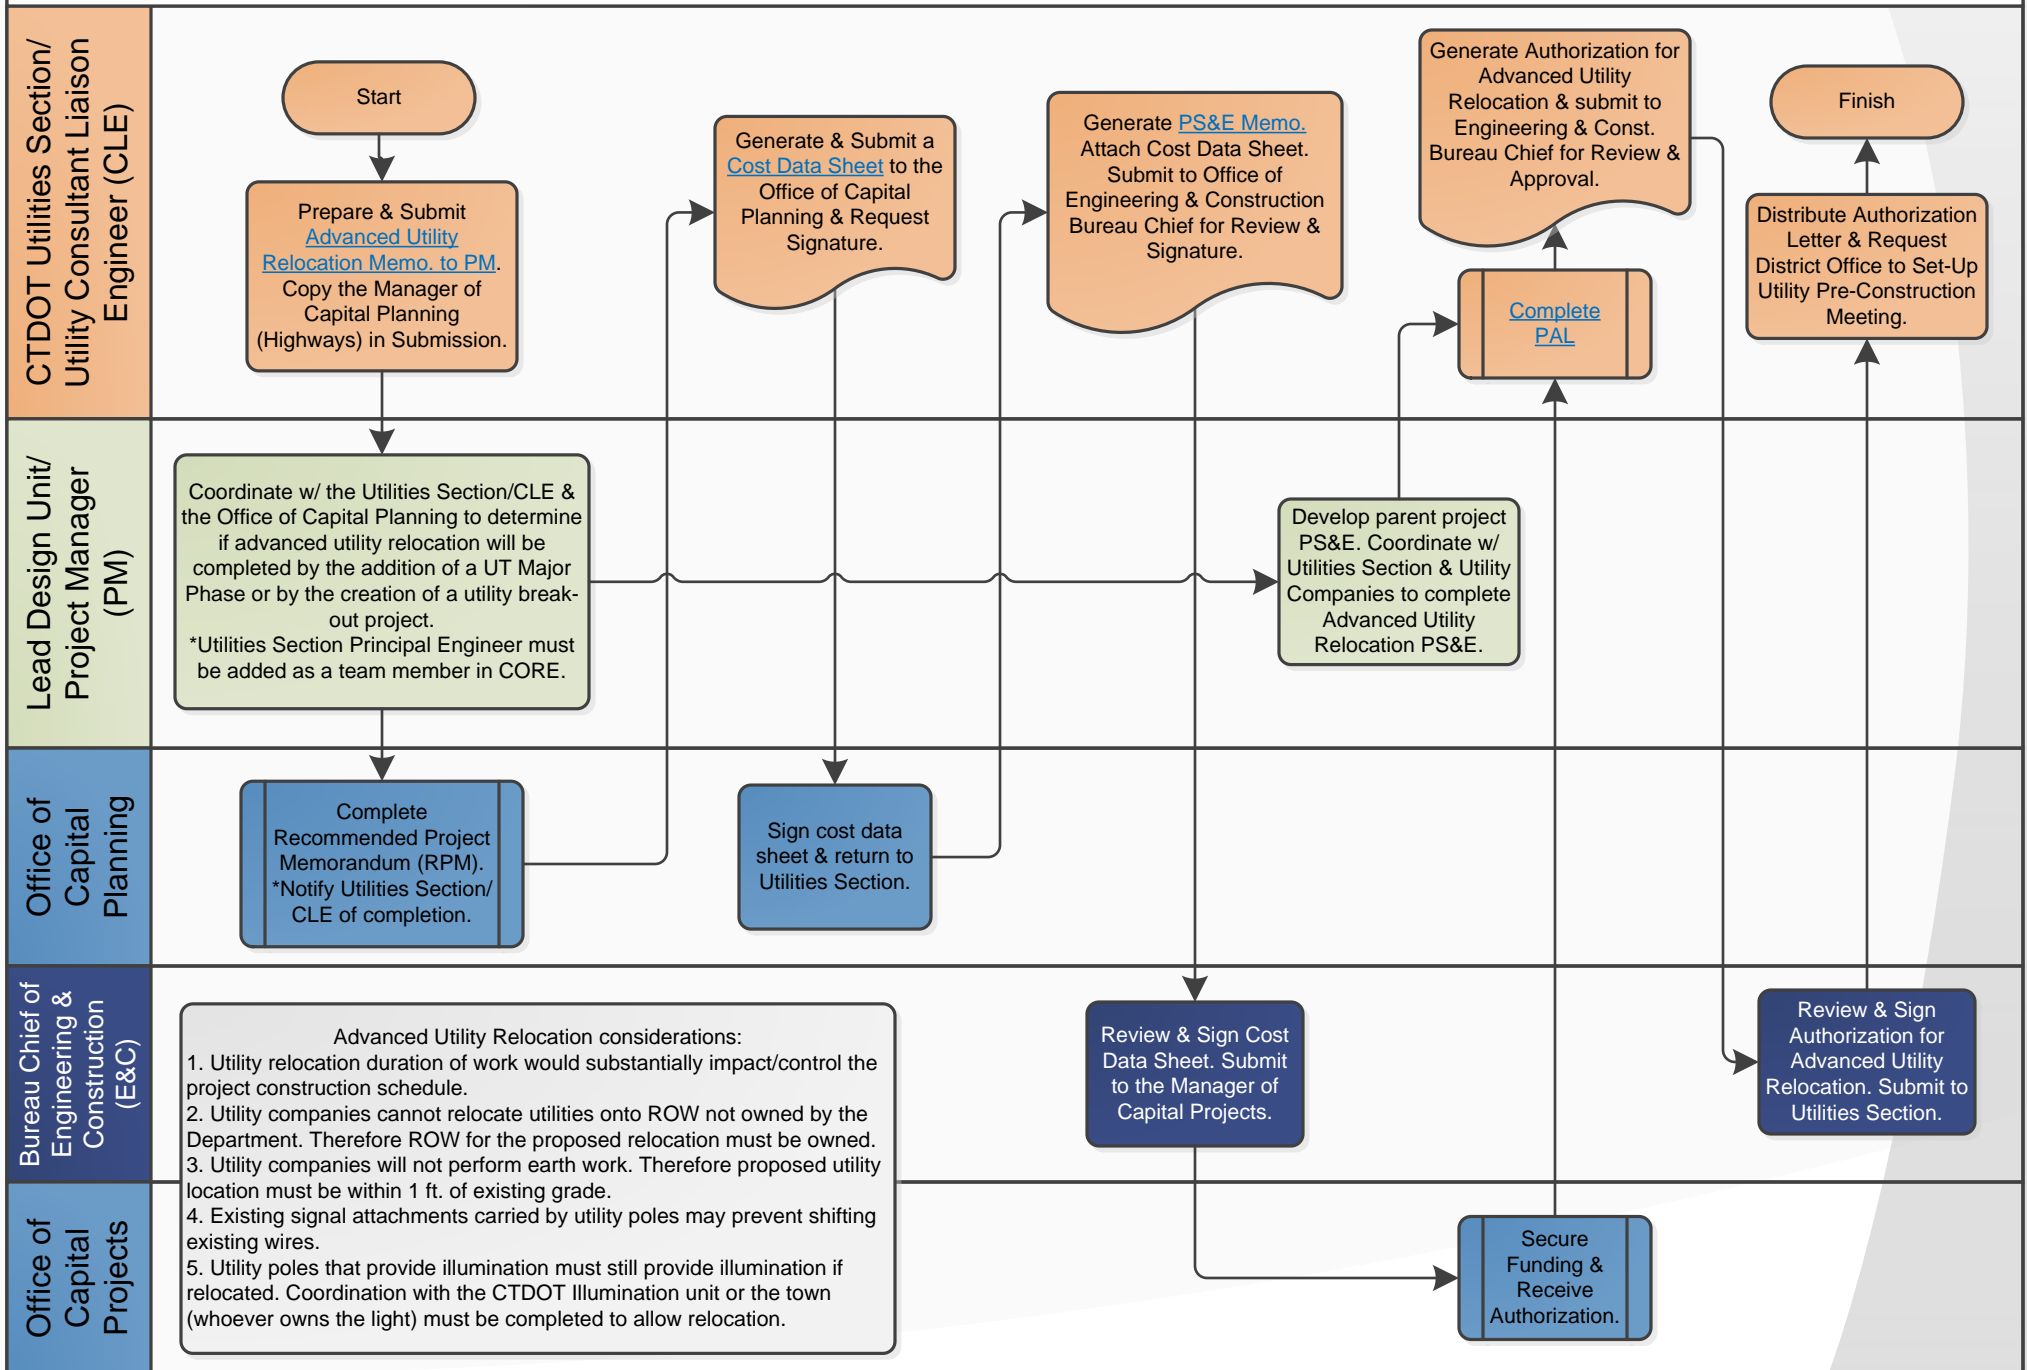 CTDOT Utilities Section/
Utility Consultant Liaison
Engineer (CLE)
Start
Prepare & Submit
Advanced Utility
Relocation Memo. to PM.
Copy the Manager of
Capital Planning
(Highways) in Submission.
Generate & Submit a
Cost Data Sheet to the
Office of Capital
Planning & Request
Signature.
Generate PS&E Memo.
Attach Cost Data Sheet.
Submit to Office of
Engineering & Construction
Bureau Chief for Review &
Signature.
Generate Authorization for
Advanced Utility
Relocation & submit to
Engineering & Const.
Bureau Chief for Review &
Approval.
Complete
PAL
Finish
Distribute Authorization
Letter & Request
District Office to Set-Up
Utility Pre-Construction
Meeting.
Lead Design Unit/
Project Manager
(PM)
Coordinate w/ the Utilities Section/CLE &
the Office of Capital Planning to determine
if advanced utility relocation will be
completed by the addition of a UT Major
Phase or by the creation of a utility break-
out project.
*Utilities Section Principal Engineer must
be added as a team member in CORE.
Develop parent project
PS&E. Coordinate w/
Utilities Section & Utility
Companies to complete
Advanced Utility
Relocation PS&E.
Office of
Capital
Planning
Complete
Recommended Project
Memorandum (RPM).
*Notify Utilities Section/
CLE of completion.
Sign cost data
sheet & return to
Utilities Section.
Bureau Chief of
Engineering &
Construction
(E&C)
Advanced Utility Relocation considerations:
1. Utility relocation duration of work would substantially impact/control the
project construction schedule.
2. Utility companies cannot relocate utilities onto ROW not owned by the
Department. Therefore ROW for the proposed relocation must be owned.
3. Utility companies will not perform earth work. Therefore proposed utility
location must be within 1 ft. of existing grade.
4. Existing signal attachments carried by utility poles may prevent shifting
existing wires.
5. Utility poles that provide illumination must still provide illumination if
relocated. Coordination with the CTDOT Illumination unit or the town
(whoever owns the light) must be completed to allow relocation.
Review & Sign Cost
Data Sheet. Submit
to the Manager of
Capital Projects.
Review & Sign
Authorization for
Advanced Utility
Relocation. Submit to
Utilities Section.
Office of
Capital
Projects
Secure
Funding &
Receive
Authorization.